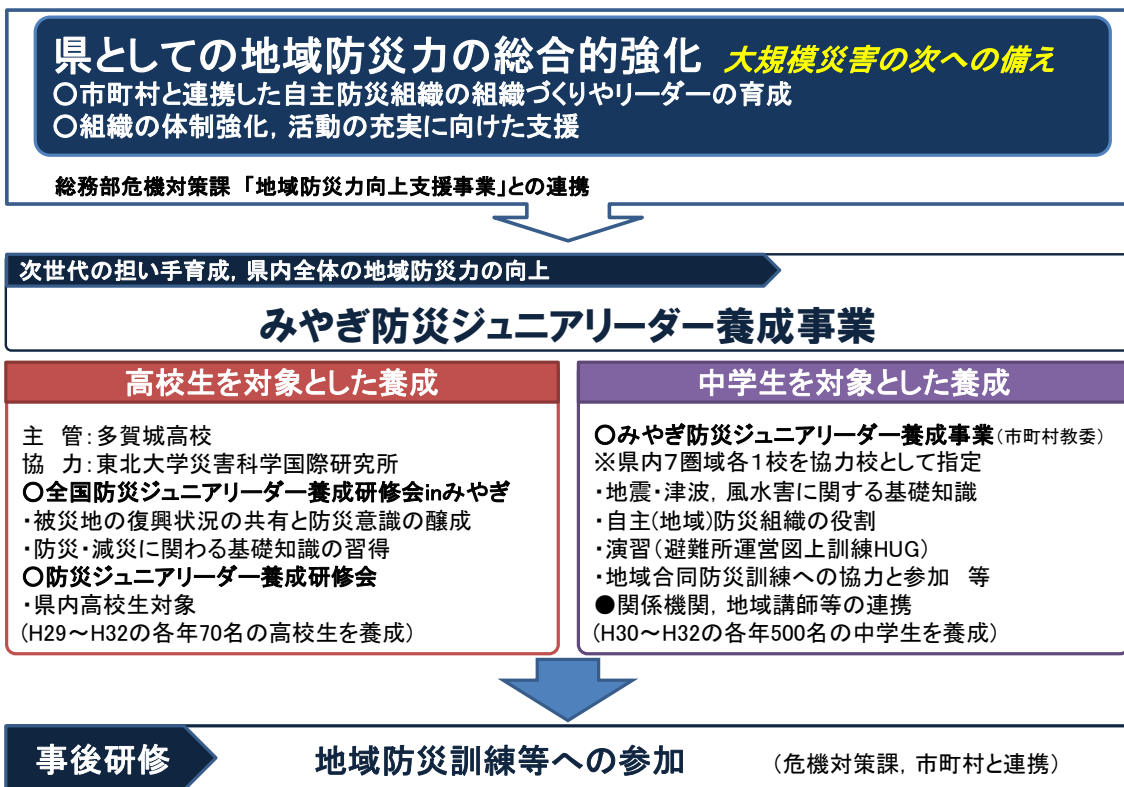 県としての地域防災力の総合的強化 大規模災害の次への備え
○市町村と連携した自主防災組織の組織づくりやリーダーの育成
○組織の体制強化，活動の充実に向けた支援
総務部危機対策課 「地域防災力向上支援事業」との連携
次世代の担い手育成，県内全体の地域防災力の向上
みやぎ防災ジュニアリーダー養成事業
高校生を対象とした養成
主 管：多賀城高校
協 力：東北大学災害科学国際研究所
○全国防災ジュニアリーダー養成研修会inみやぎ
・被災地の復興状況の共有と防災意識の醸成
・防災・減災に関わる基礎知識の習得
○防災ジュニアリーダー養成研修会
・県内高校生対象
(H29～H32の各年70名の高校生を養成)
中学生を対象とした養成
○みやぎ防災ジュニアリーダー養成事業(市町村教委)
※県内７圏域各１校を協力校として指定
・地震・津波，風水害に関する基礎知識
・自主(地域)防災組織の役割
・演習(避難所運営図上訓練HUG)
・地域合同防災訓練への協力と参加 等
●関係機関，地域講師等の連携
(H30～H32の各年500名の中学生を養成)
事後研修 地域防災訓練等への参加 (危機対策課，市町村と連携)